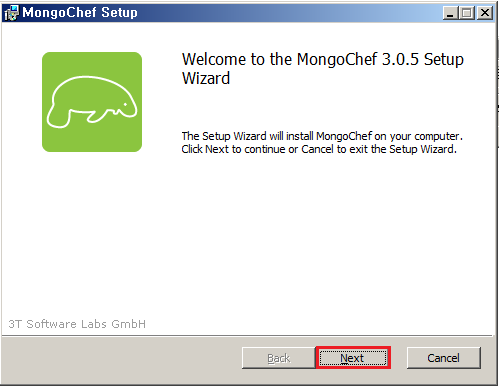 MongoChef Setup
Welcome to the MongoChef 3.0.5 Setup
Wizard
The Setup Wizard will install MongoChef on your computer.
Click Next to continue or Cancel to exit the Setup Wizard.
3T Software Labs GmbH
Back
Next
Cancel